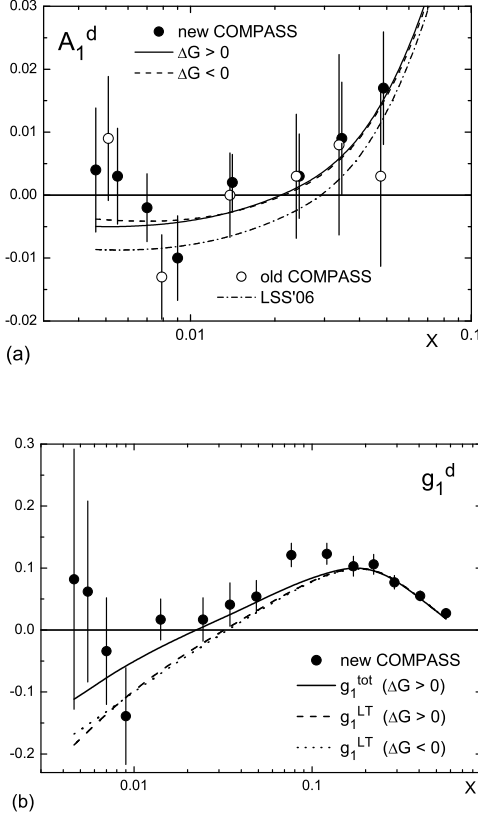 0.03
A₁ᵈ
new COMPASS
ΔG > 0
0.02
ΔG < 0
0.01
0.00
-0.01
old COMPASS
LSS'06
-0.02
0.01
0.1
(a)
X
0.3
g₁ᵈ
0.2
0.1
0.0
new COMPASS
g₁ᵗᵒᵗ (ΔG > 0)
-0.1
g₁ᴸᵀ (ΔG > 0)
g₁ᴸᵀ (ΔG < 0)
-0.2
0.01
0.1
X
(b)